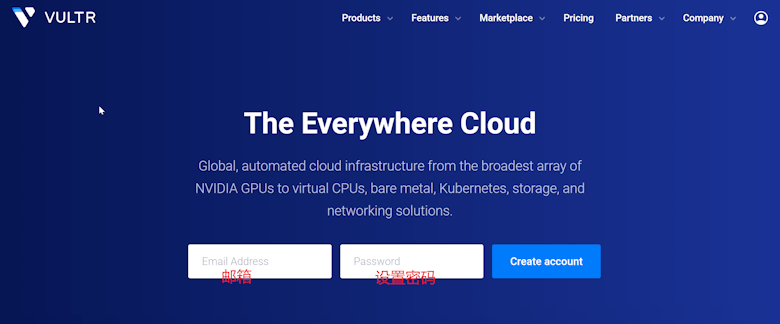 VULTR
Products Features Marketplace Pricing Partners Company
The Everywhere Cloud
Global, automated cloud infrastructure from the broadest array of
NVIDIA GPUs to virtual CPUs, bare metal, Kubernetes, storage, and
networking solutions.
Email Address Password Create account
邮箱 设置密码